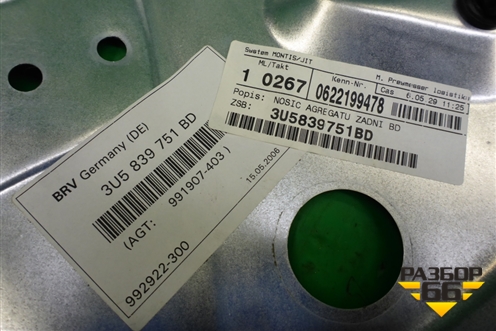 BRV Germany (DE)
3U5 839 751 BD
(AGT: 991907-403 )
992922-300
15.05.2006
System MONTIS/JIT
ML/Takt
1 0267
Kenn-Nr.
0622199478
M. Preymesser logistika
Cas 6.05.29 11:25
Popis: NOSIC AGREGATU ZADNI BD
ZSB:
3U5839751BD
РАЗБОР
66